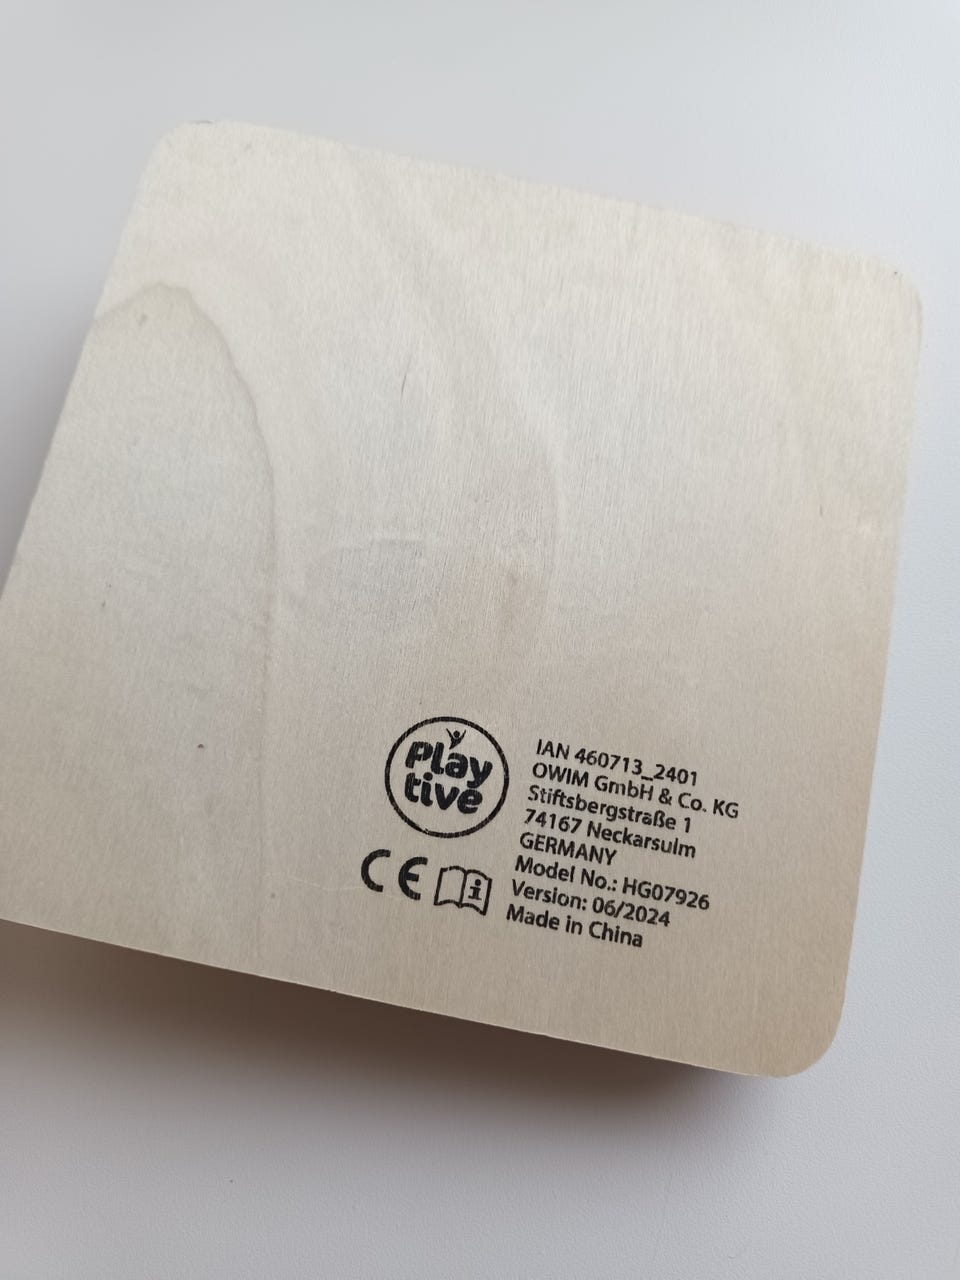 Play
tive
CE
IAN 460713_2401
OWIM GmbH & Co. KG
Stiftsbergstraße 1
74167 Neckarsulm
GERMANY
Model No.: HG07926
Version: 06/2024
Made in China